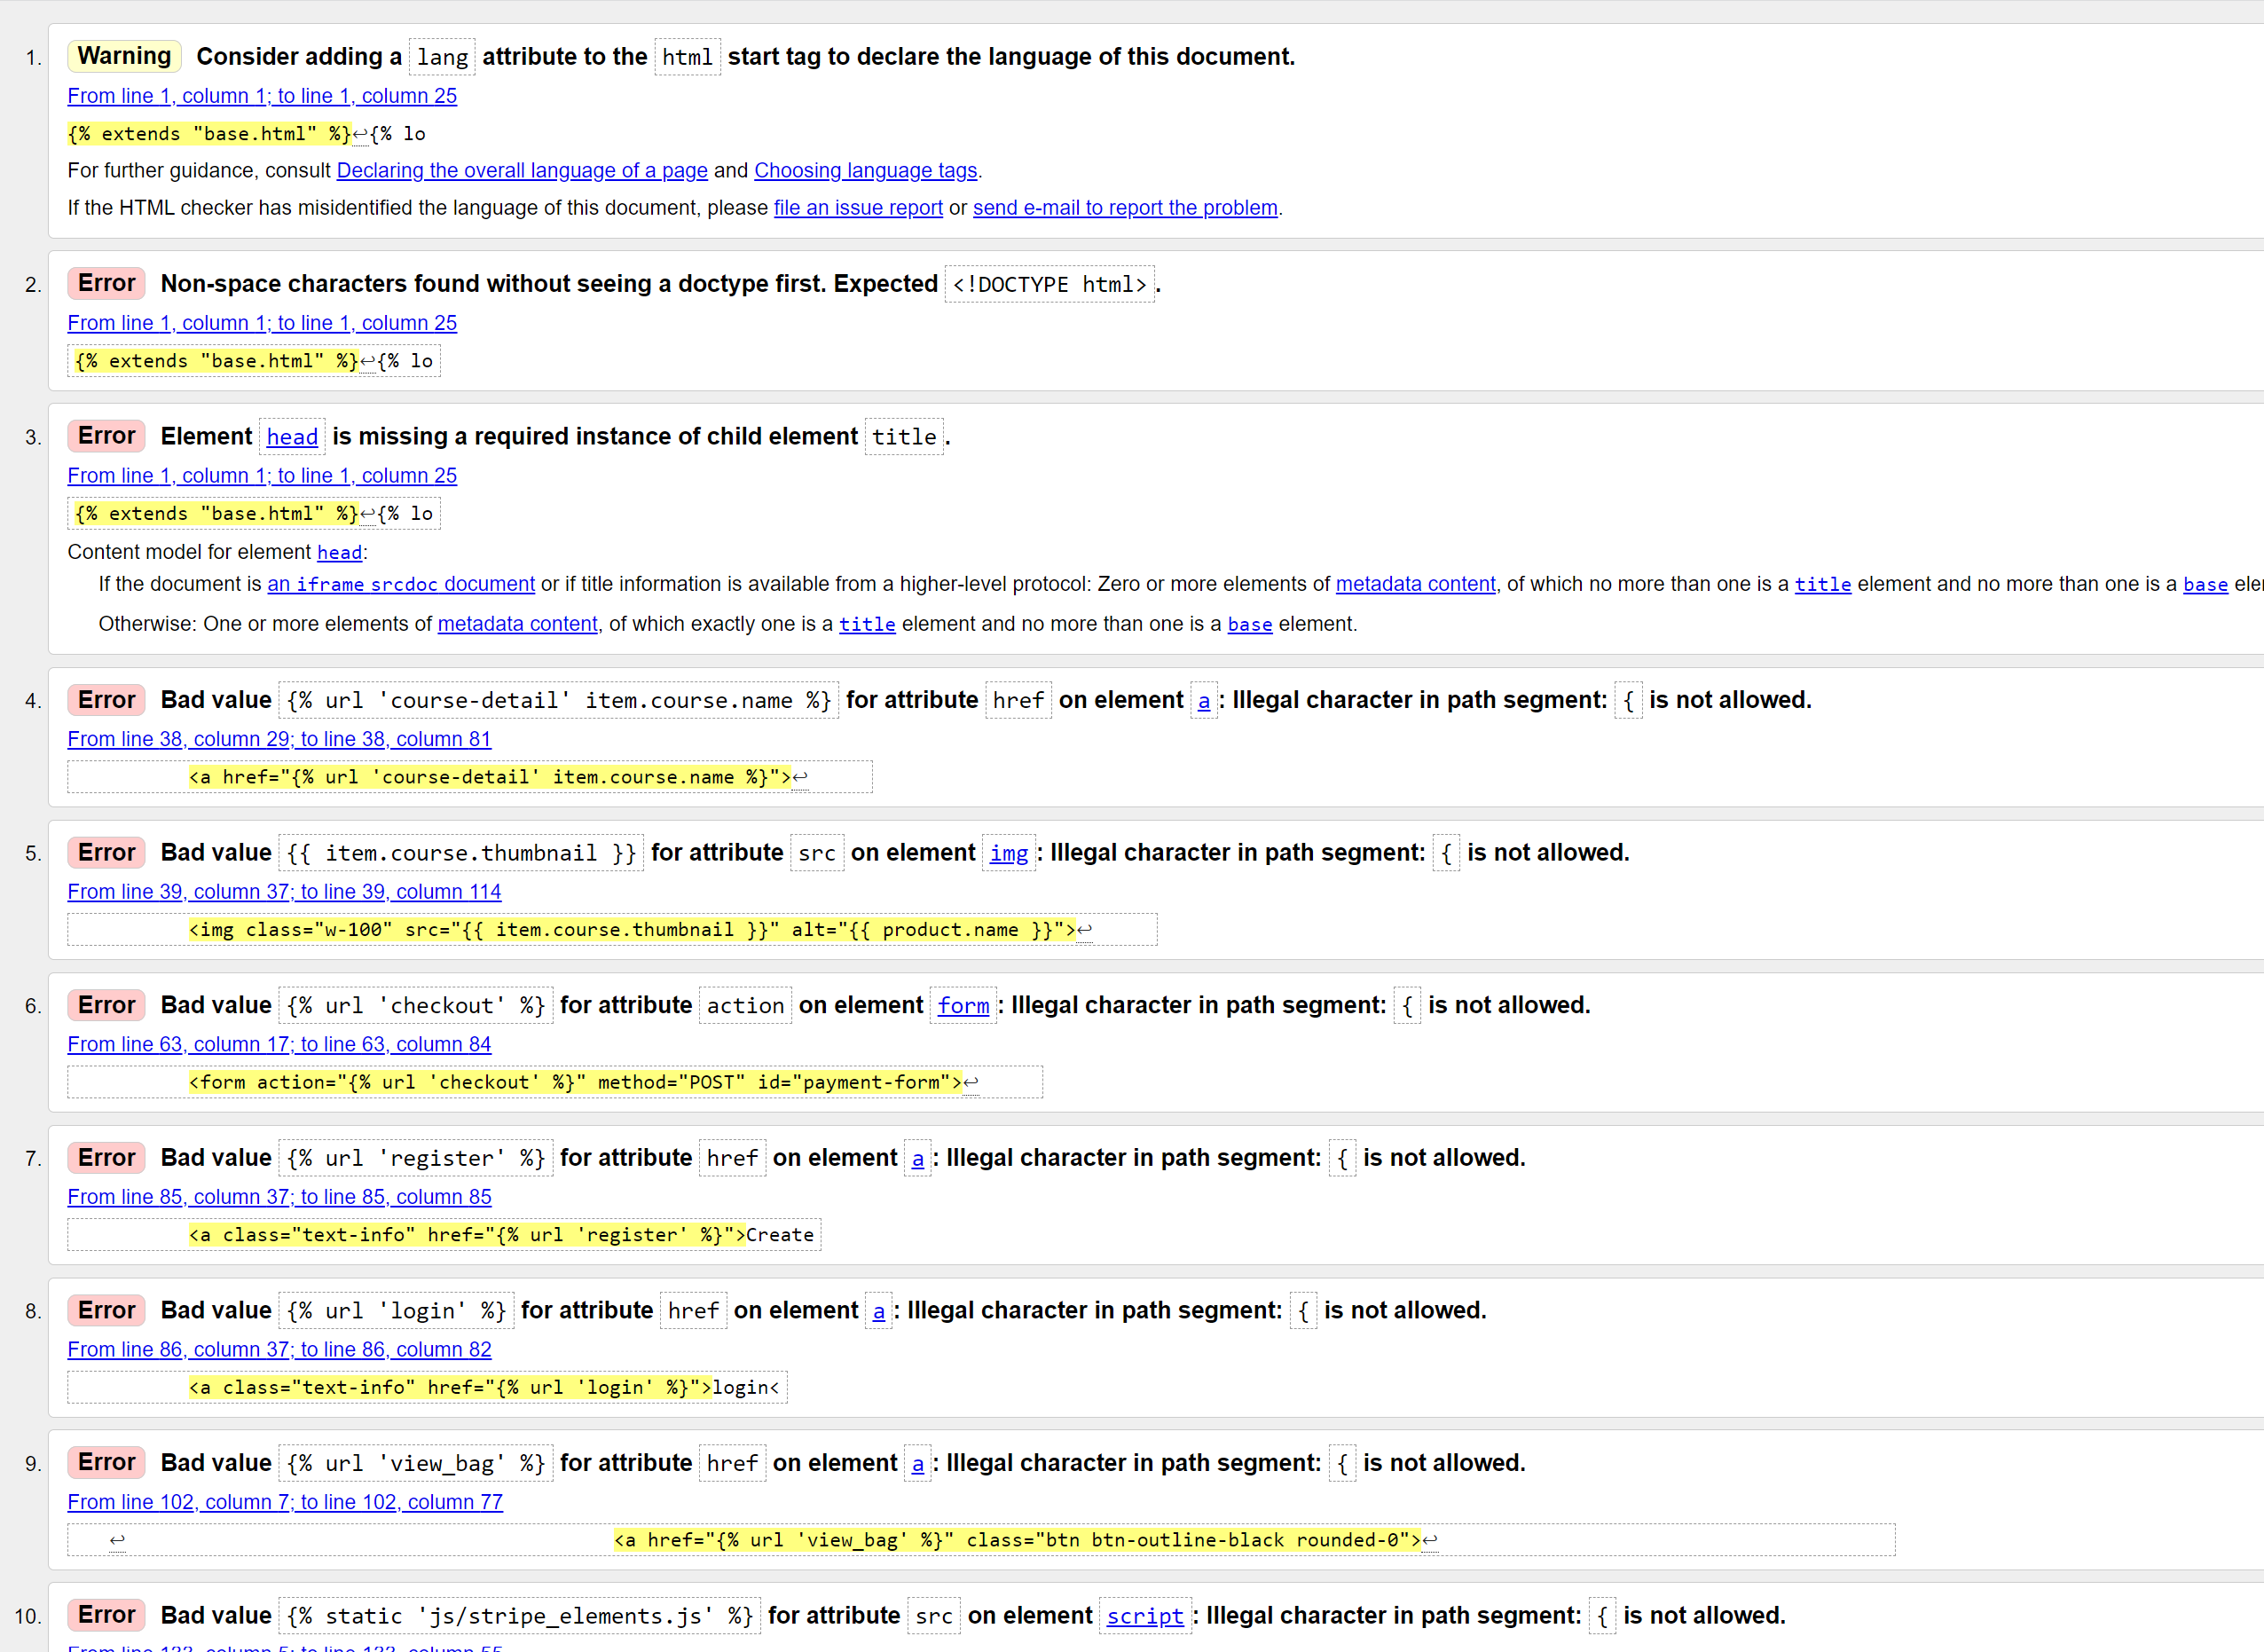 1. Warning Consider adding a lang attribute to the html start tag to declare the language of this document.
From line 1, column 1; to line 1, column 25
{% extends "base.html" %}↩{% lo
For further guidance, consult Declaring the overall language of a page and Choosing language tags.
If the HTML checker has misidentified the language of this document, please file an issue report or send e-mail to report the problem.
2. Error Non-space characters found without seeing a doctype first. Expected <!DOCTYPE html>.
From line 1, column 1; to line 1, column 25
{% extends "base.html" %}↩{% lo
3. Error Element head is missing a required instance of child element title.
From line 1, column 1; to line 1, column 25
{% extends "base.html" %}↩{% lo
Content model for element head:
If the document is an iframe srcdoc document or if title information is available from a higher-level protocol: Zero or more elements of metadata content, of which no more than one is a title element and no more than one is a base
Otherwise: One or more elements of metadata content, of which exactly one is a title element and no more than one is a base element.
4. Error Bad value {% url 'course-detail' item.course.name %} for attribute href on element a: Illegal character in path segment: { is not allowed.
From line 38, column 29; to line 38, column 81
<a href="{% url 'course-detail' item.course.name %}">↩
5. Error Bad value {{ item.course.thumbnail }} for attribute src on element img: Illegal character in path segment: { is not allowed.
From line 39, column 37; to line 39, column 114
<img class="w-100" src="{{ item.course.thumbnail }}" alt="{{ product.name }}">↩
6. Error Bad value {% url 'checkout' %} for attribute action on element form: Illegal character in path segment: { is not allowed.
From line 63, column 17; to line 63, column 84
<form action="{% url 'checkout' %}" method="POST" id="payment-form">↩
7. Error Bad value {% url 'register' %} for attribute href on element a: Illegal character in path segment: { is not allowed.
From line 85, column 37; to line 85, column 85
<a class="text-info" href="{% url 'register' %}">Create
8. Error Bad value {% url 'login' %} for attribute href on element a: Illegal character in path segment: { is not allowed.
From line 86, column 37; to line 86, column 82
<a class="text-info" href="{% url 'login' %}">login<
9. Error Bad value {% url 'view_bag' %} for attribute href on element a: Illegal character in path segment: { is not allowed.
From line 102, column 7; to line 102, column 77
↩ <a href="{% url 'view_bag' %}" class="btn btn-outline-black rounded-0">↩
10. Error Bad value {% static 'js/stripe_elements.js' %} for attribute src on element script: Illegal character in path segment: { is not allowed.